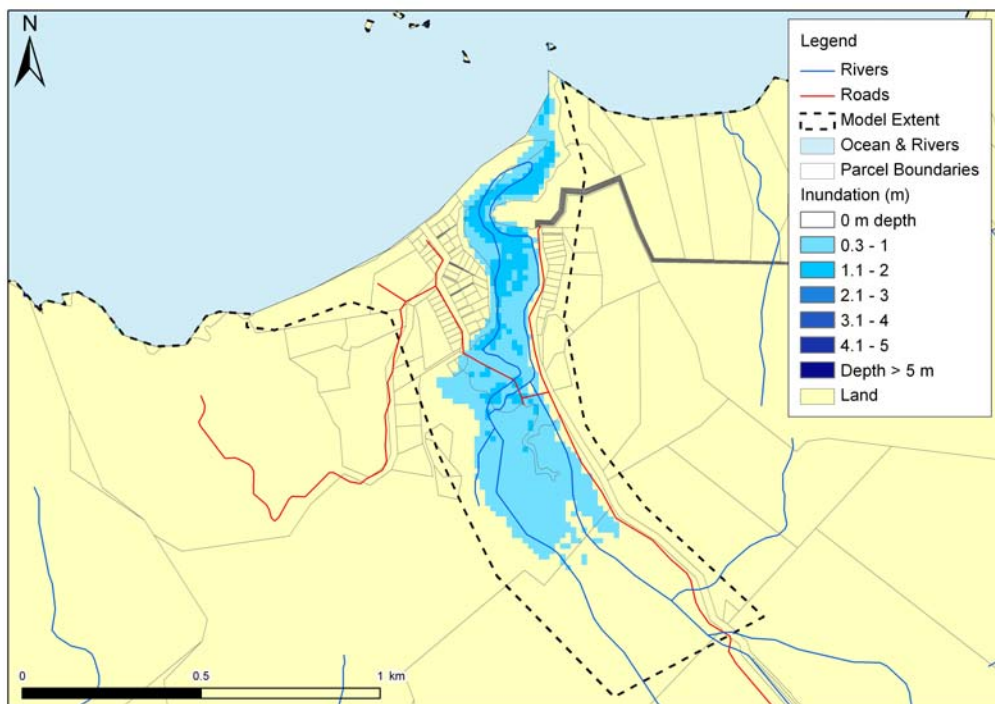 N
Legend
Rivers
Roads
Model Extent
Ocean & Rivers
Parcel Boundaries
Inundation (m)
0 m depth
0.3 - 1
1.1 - 2
2.1 - 3
3.1 - 4
4.1 - 5
Depth > 5 m
Land
0 0.5 1 km